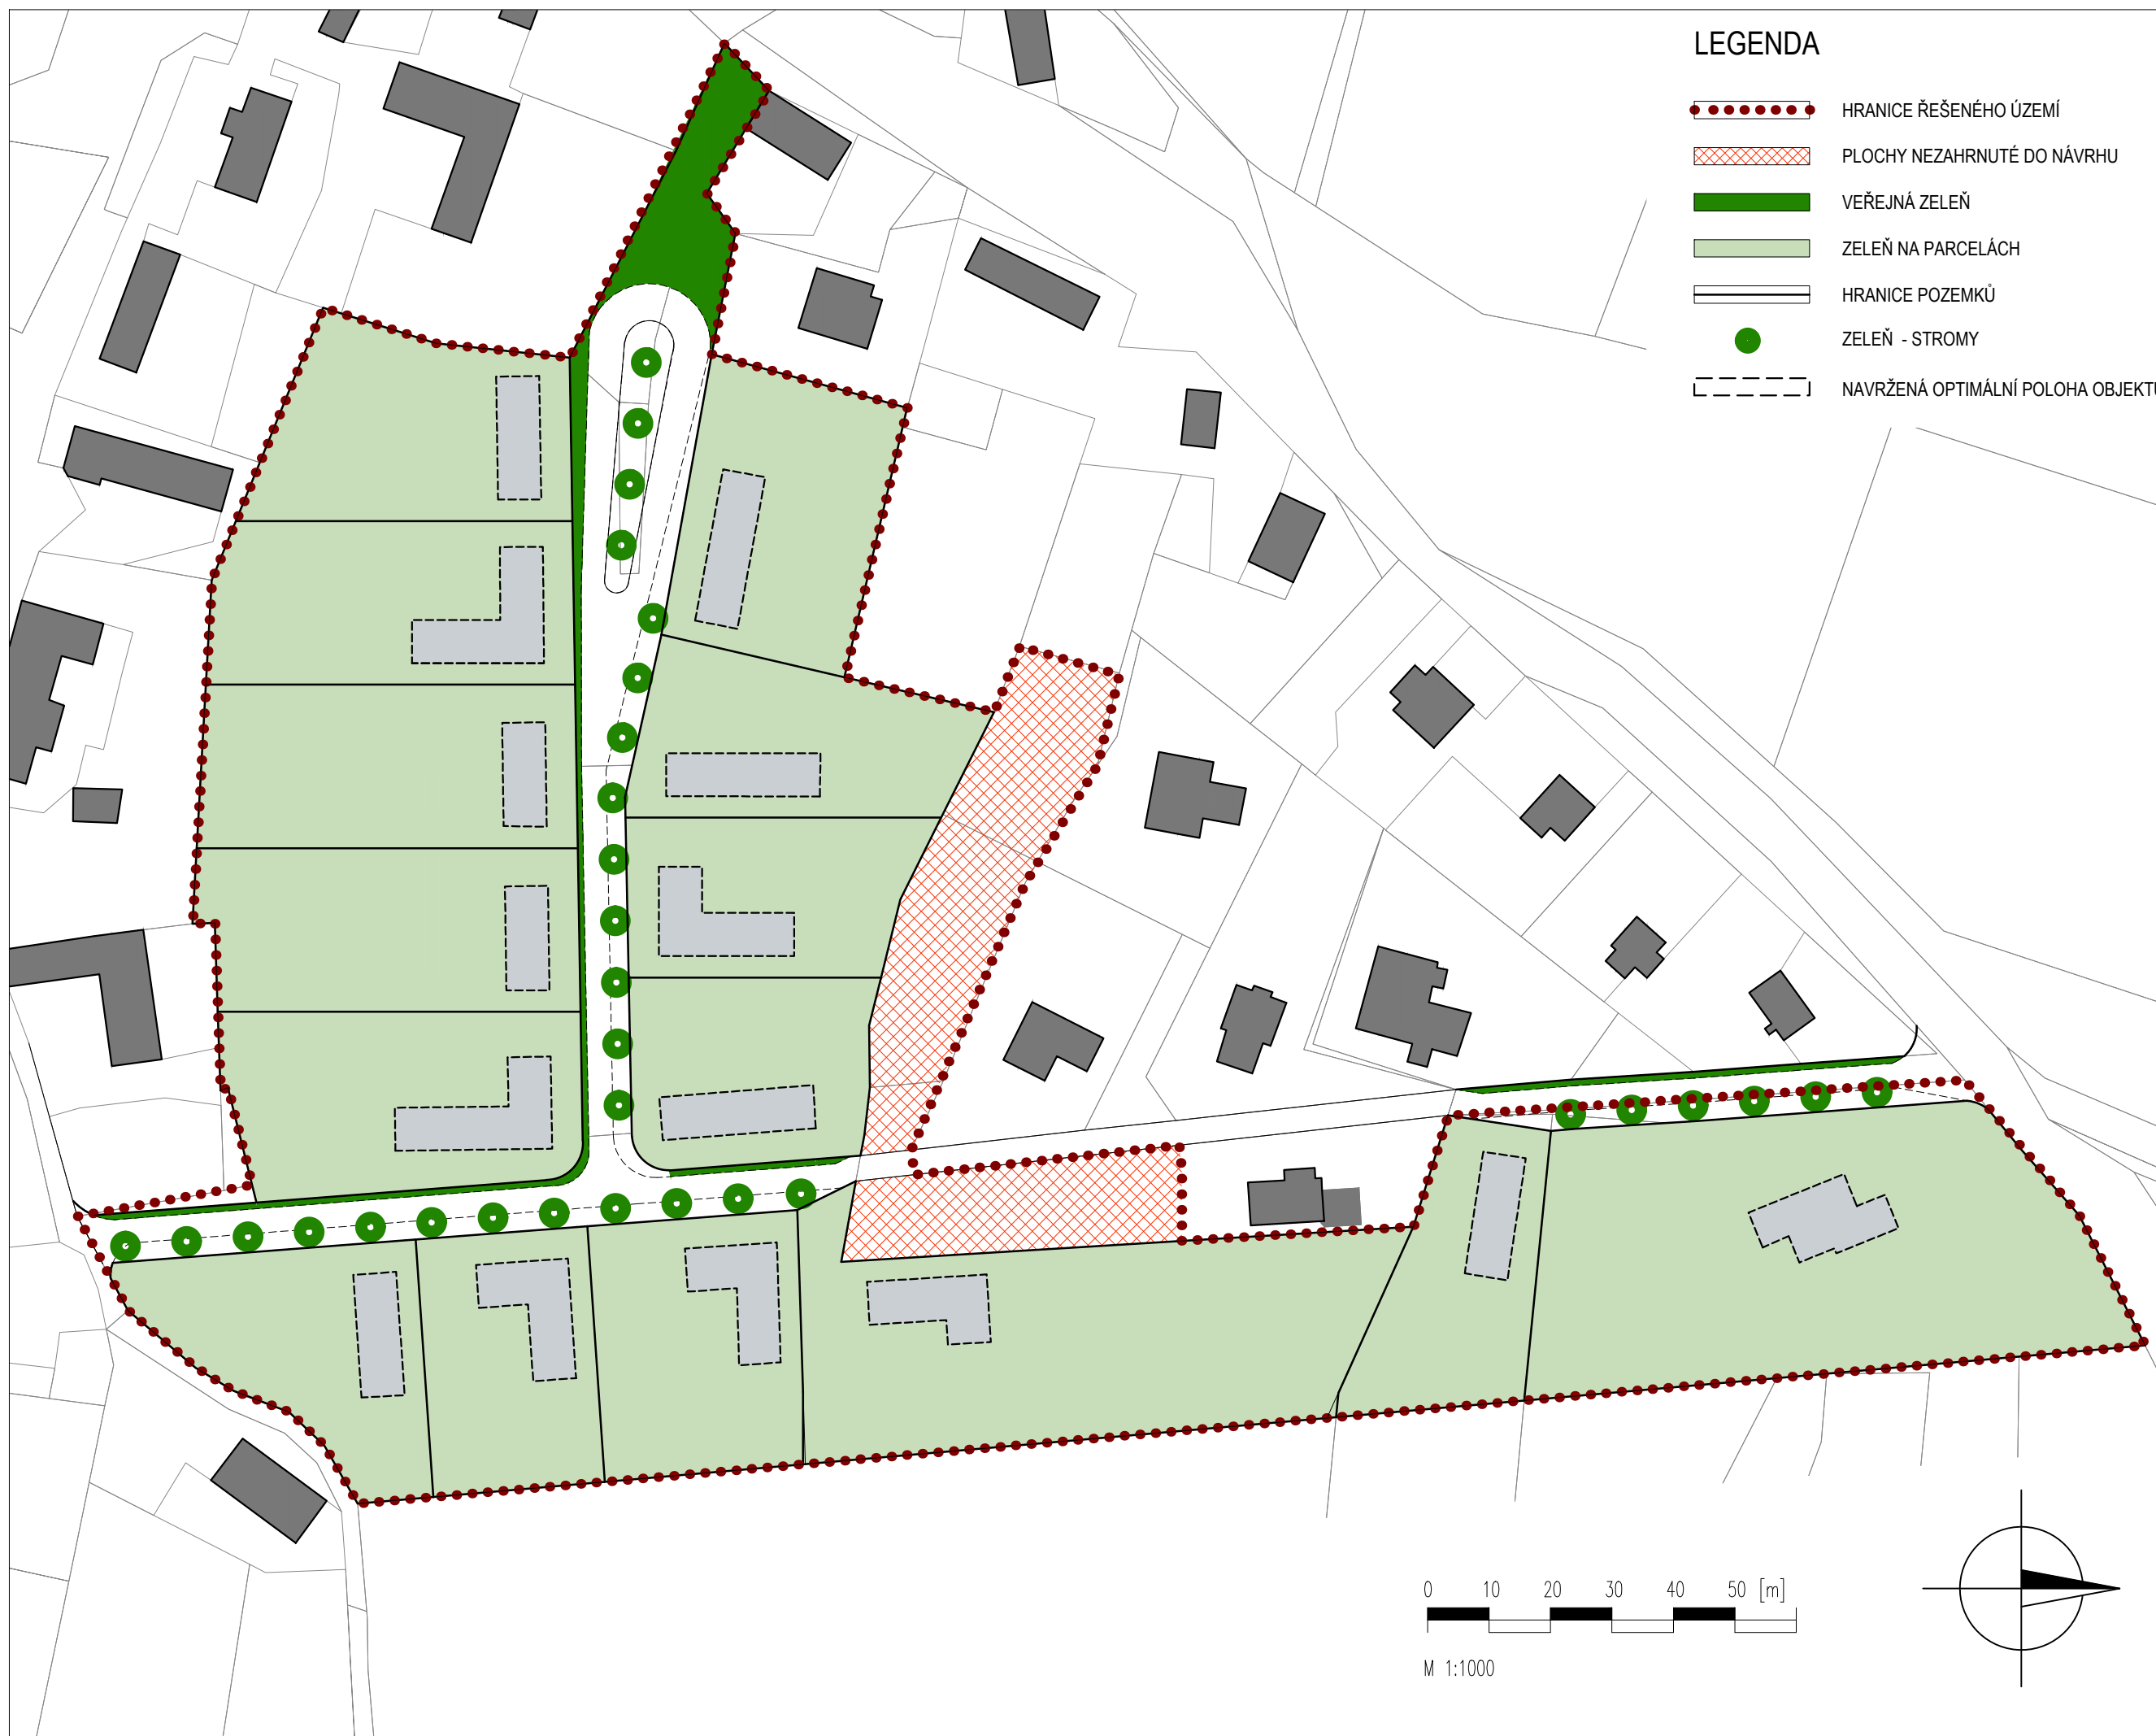 LEGENDA
HRANICE ŘEŠENÉHO ÚZEMÍ
PLOCHY NEZAHRNUTÉ DO NÁVRHU
VEŘEJNÁ ZELEŇ
ZELEŇ NA PARCELÁCH
HRANICE POZEMKŮ
ZELEŇ - STROMY
NAVRŽENÁ OPTIMÁLNÍ POLOHA OBJEKTU
0 10 20 30 40 50 [m]
M 1:1000